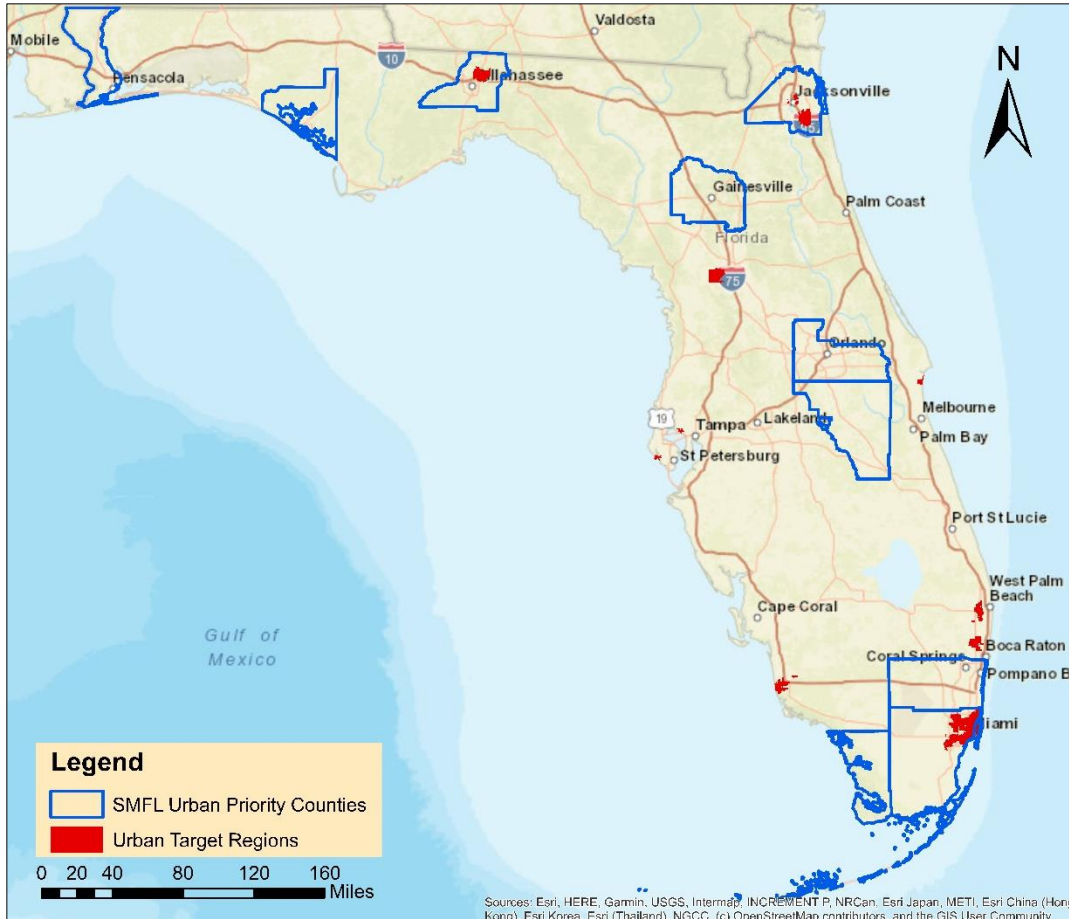 Valdosta
Mobile
10
Pensacola
llahassee
Jacksonville
N
Gainesville
Palm Coast
Florida
75
Orlando
Melbourne
19
Tampa
Lakeland
Palm Bay
St Petersburg
Port St Lucie
West Palm
Beach
Cape Coral
Gulf of
Mexico
Boca Raton
Coral Springs
Pompano B
iami
Legend
SMFL Urban Priority Counties
Urban Target Regions
0 20 40 80 120 160
Miles
Sources: Esri, HERE, Garmin, USGS, Intermap, INCREMENT P, NRCan, Esri Japan, METI, Esri China (Hong
Kong), Esri Korea, Esri (Thailand), NGCC, (c) OpenStreetMap contributors, and the GIS User Community